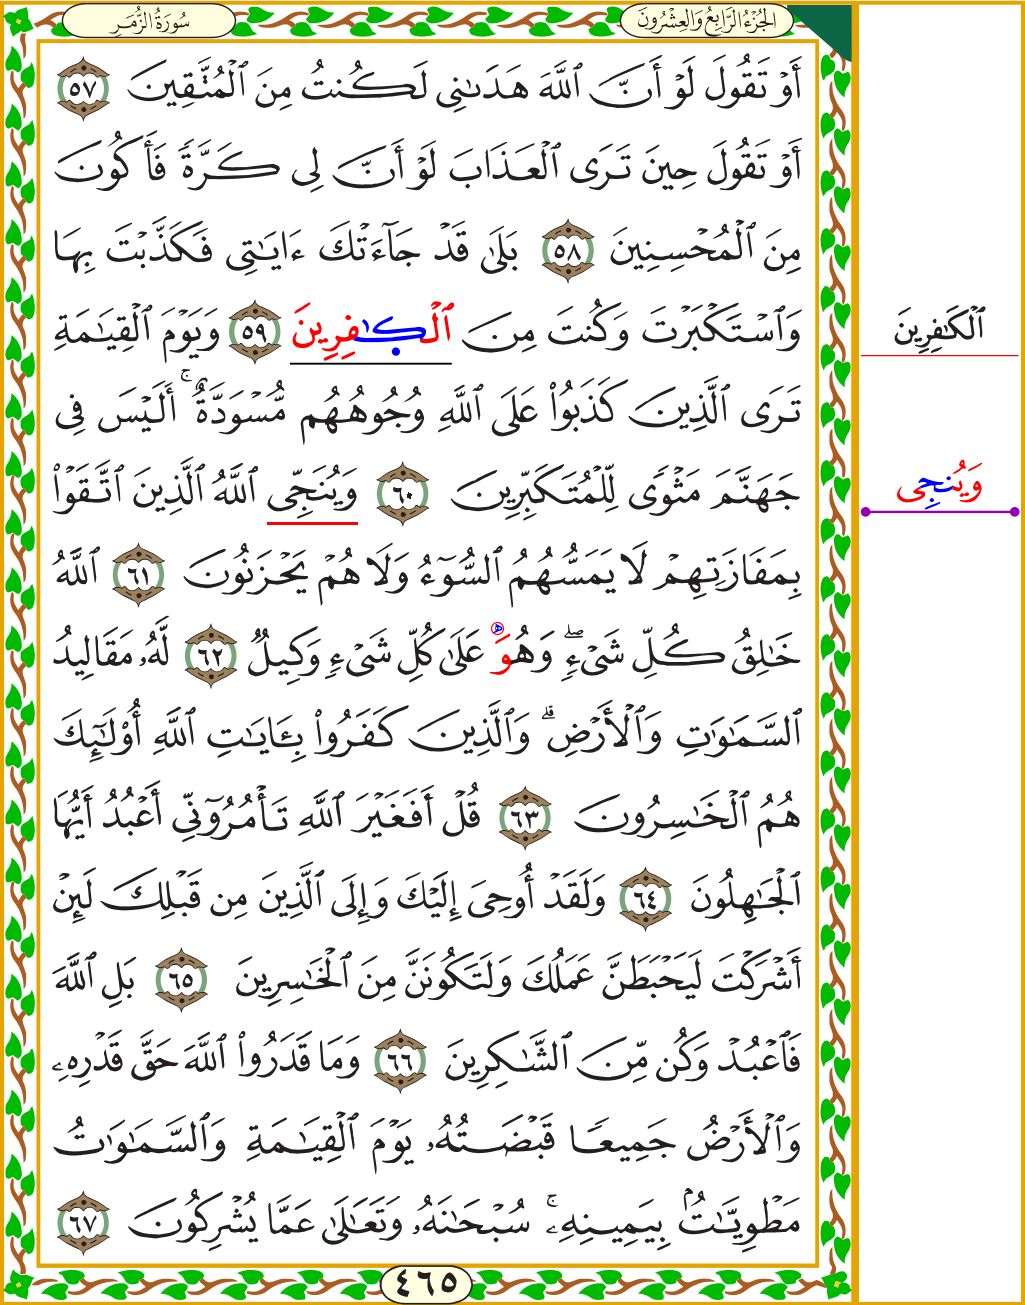 سُورَةُ الزُّمَرِ
الجُزْءُ الرَّابِعُ وَالعِشْرُونَ
أَوْ تَقُولَ لَوْ أَنَّ ٱللَّهَ هَدَىٰنِى لَكُنتُ مِنَ ٱلْمُتَّقِينَ ٥٧
أَوْ تَقُولَ حِينَ تَرَى ٱلْعَذَابَ لَوْ أَنَّ لِى كَرَّةً فَأَكُونَ
مِنَ ٱلْمُحْسِنِينَ ٥٨ بَلَىٰ قَدْ جَآءَتْكَ ءَايَٰتِى فَكَذَّبْتَ بِهَا
وَٱسْتَكْبَرْتَ وَكُنتَ مِنَ ٱلْكَٰفِرِينَ ٥٩ وَيَوْمَ ٱلْقِيَٰمَةِ
ٱلْكَٰفِرِينَ
تَرَى ٱلَّذِينَ كَذَبُوا۟ عَلَى ٱللَّهِ وُجُوهُهُم مُّسْوَدَّةٌ ۚ أَلَيْسَ فِى
جَهَنَّمَ مَثْوًى لِّلْمُتَكَبِّرِينَ ٦٠ وَيُنَجِّى ٱللَّهُ ٱلَّذِينَ ٱتَّقَوْا۟
وَيُنجِى
بِمَفَازَتِهِمْ لَا يَمَسُّهُمُ ٱلسُّوٓءُ وَلَا هُمْ يَحْزَنُونَ ٦١ ٱللَّهُ
خَٰلِقُ كُلِّ شَىْءٍ ۖ وَهُوَ عَلَىٰ كُلِّ شَىْءٍ وَكِيلٌ ٦٢ لَّهُۥ مَقَالِيدُ
ٱلسَّمَٰوَٰتِ وَٱلْأَرْضِ ۗ وَٱلَّذِينَ كَفَرُوا۟ بِـَٔايَٰتِ ٱللَّهِ أُو۟لَٰٓئِكَ
هُمُ ٱلْخَٰسِرُونَ ٦٣ قُلْ أَفَغَيْرَ ٱللَّهِ تَأْمُرُوٓنِّىٓ أَعْبُدُ أَيُّهَا
ٱلْجَٰهِلُونَ ٦٤ وَلَقَدْ أُوحِىَ إِلَيْكَ وَإِلَى ٱلَّذِينَ مِن قَبْلِكَ لَئِنْ
أَشْرَكْتَ لَيَحْبَطَنَّ عَمَلُكَ وَلَتَكُونَنَّ مِنَ ٱلْخَٰسِرِينَ ٦٥ بَلِ ٱللَّهَ
فَٱعْبُدْ وَكُن مِّنَ ٱلشَّٰكِرِينَ ٦٦ وَمَا قَدَرُوا۟ ٱللَّهَ حَقَّ قَدْرِهِۦ
وَٱلْأَرْضُ جَمِيعًا قَبْضَتُهُۥ يَوْمَ ٱلْقِيَٰمَةِ وَٱلسَّمَٰوَٰتُ
مَطْوِيَّٰتٌۢ بِيَمِينِهِۦ ۚ سُبْحَٰنَهُۥ وَتَعَٰلَىٰ عَمَّا يُشْرِكُونَ ٦٧
٤٦٥